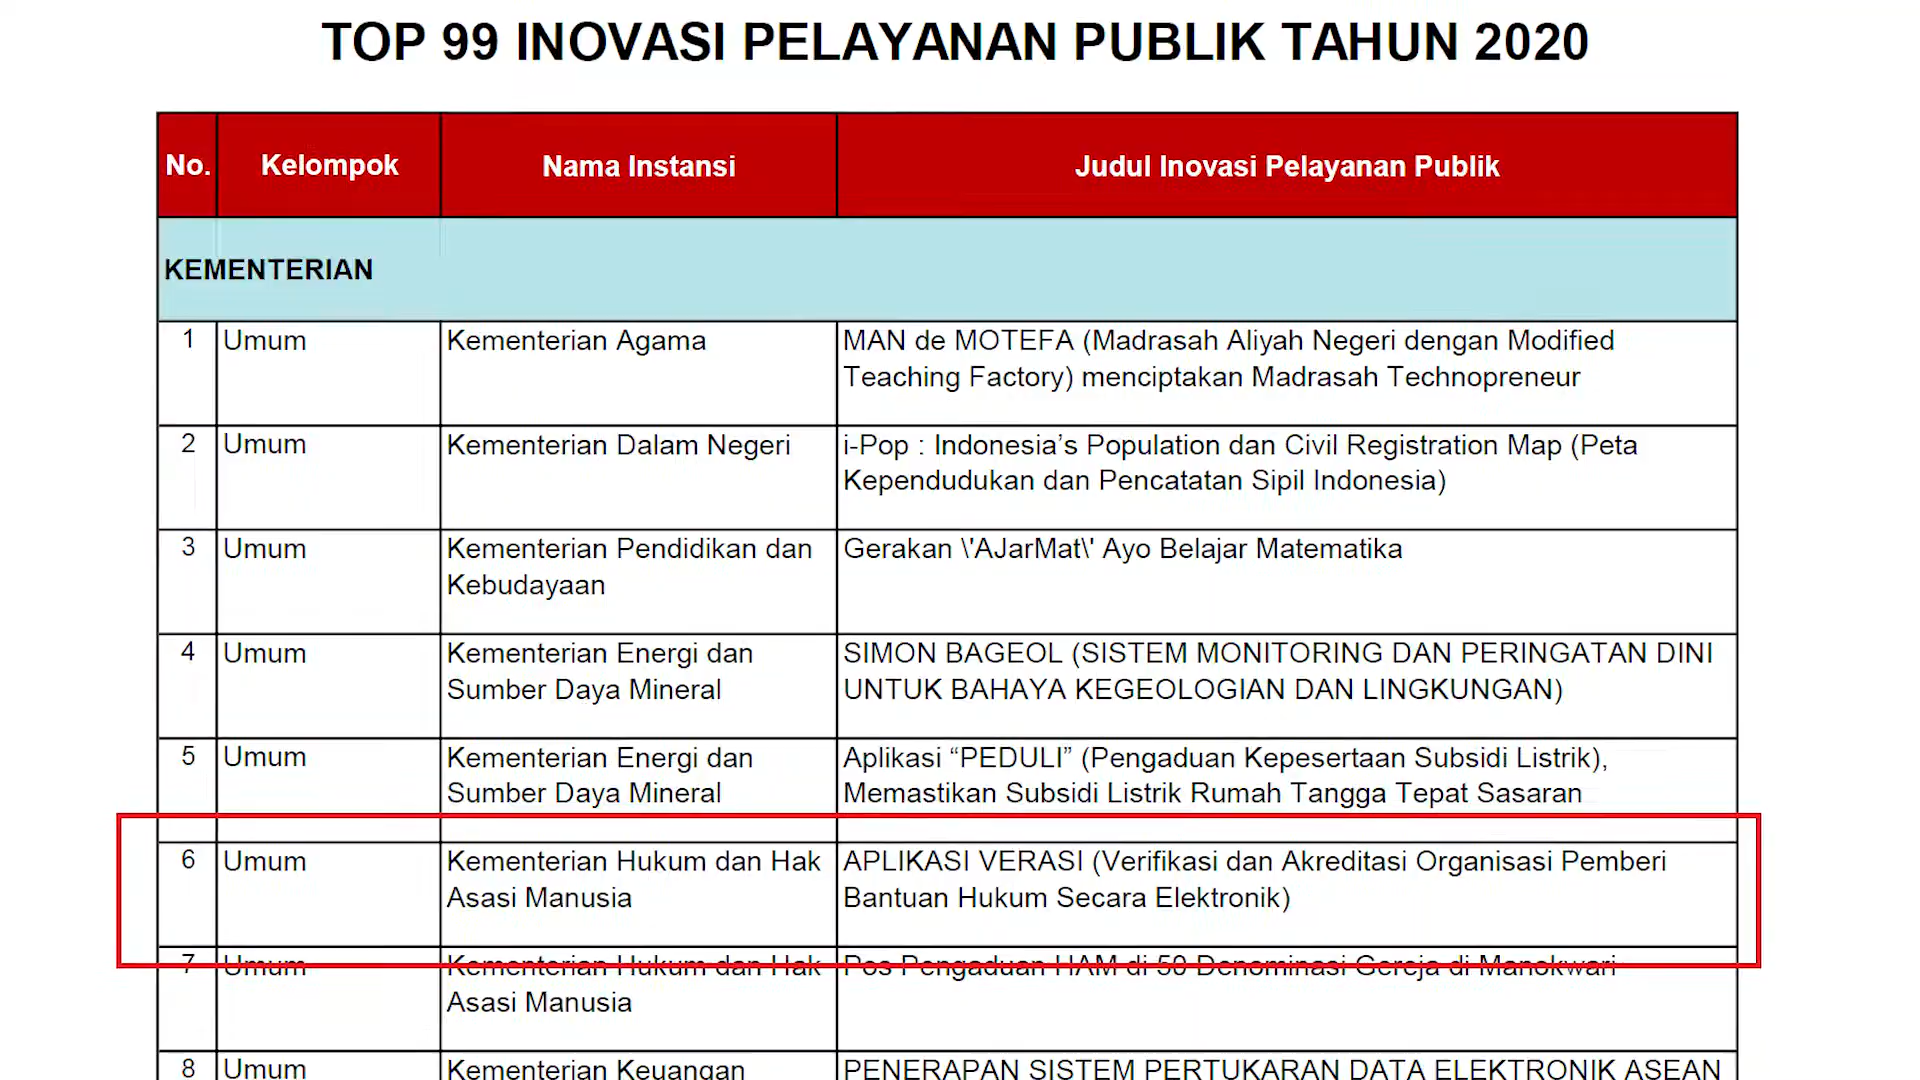 TOP 99 INOVASI PELAYANAN PUBLIK TAHUN 2020
No. Kelompok Nama Instansi Judul Inovasi Pelayanan Publik
KEMENTERIAN
1 Umum Kementerian Agama MAN de MOTEFA (Madrasah Aliyah Negeri dengan Modified
Teaching Factory) menciptakan Madrasah Technopreneur
2 Umum Kementerian Dalam Negeri i-Pop : Indonesia’s Population dan Civil Registration Map (Peta
Kependudukan dan Pencatatan Sipil Indonesia)
3 Umum Kementerian Pendidikan dan Gerakan \'AJarMat\' Ayo Belajar Matematika
Kebudayaan
4 Umum Kementerian Energi dan SIMON BAGEOL (SISTEM MONITORING DAN PERINGATAN DINI
Sumber Daya Mineral UNTUK BAHAYA KEGEOLOGIAN DAN LINGKUNGAN)
5 Umum Kementerian Energi dan Aplikasi “PEDULI” (Pengaduan Kepesertaan Subsidi Listrik),
Sumber Daya Mineral Memastikan Subsidi Listrik Rumah Tangga Tepat Sasaran
6 Umum Kementerian Hukum dan Hak APLIKASI VERASI (Verifikasi dan Akreditasi Organisasi Pemberi
Asasi Manusia Bantuan Hukum Secara Elektronik)
7 Umum Kementerian Hukum dan Hak Pos Pengaduan HAM di 50 Denominasi Gereja di Manokwari
Asasi Manusia
8 Umum Kementerian Keuangan PENERAPAN SISTEM PERTUKARAN DATA ELEKTRONIK ASEAN